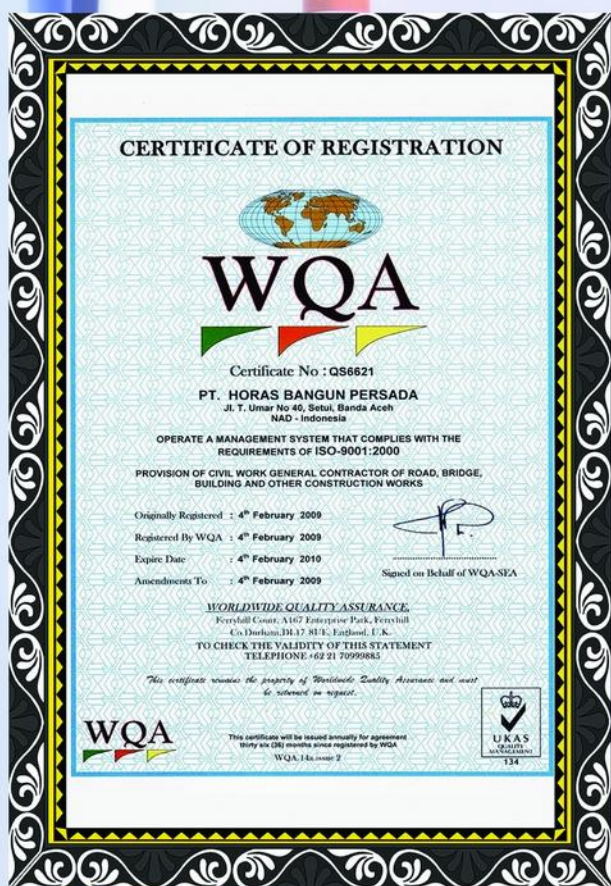 CERTIFICATE OF REGISTRATION
WQA
Certificate No : QS6621
PT. HORAS BANGUN PERSADA
Jl. T. Umar No 40, Setui, Banda Aceh
NAD - Indonesia
OPERATE A MANAGEMENT SYSTEM THAT COMPLIES WITH THE
REQUIREMENTS OF ISO-9001:2000
PROVISION OF CIVIL WORK GENERAL CONTRACTOR OF ROAD, BRIDGE,
BUILDING AND OTHER CONSTRUCTION WORKS
Originally Registered : 4th February 2009
Registered By WQA : 4th February 2009
Expire Date : 4th February 2010
Amendments To : 4th February 2009
Signed on Behalf of WQA-SEA
WORLDWIDE QUALITY ASSURANCE,
Ferryhill Court, A167 Enterprise Park, Ferryhill
Co Durham, DL17 8UE, England, U.K.
TO CHECK THE VALIDITY OF THIS STATEMENT
TELEPHONE +62 21 70999885
This certificate remains the property of Worldwide Quality Assurance and must
be returned on request.
WQA
This certificate will be issued annually for agreement
thirty six (36) months since registered by WQA
WQA.14a.issue 2
UKAS
QUALITY
MANAGEMENT
134